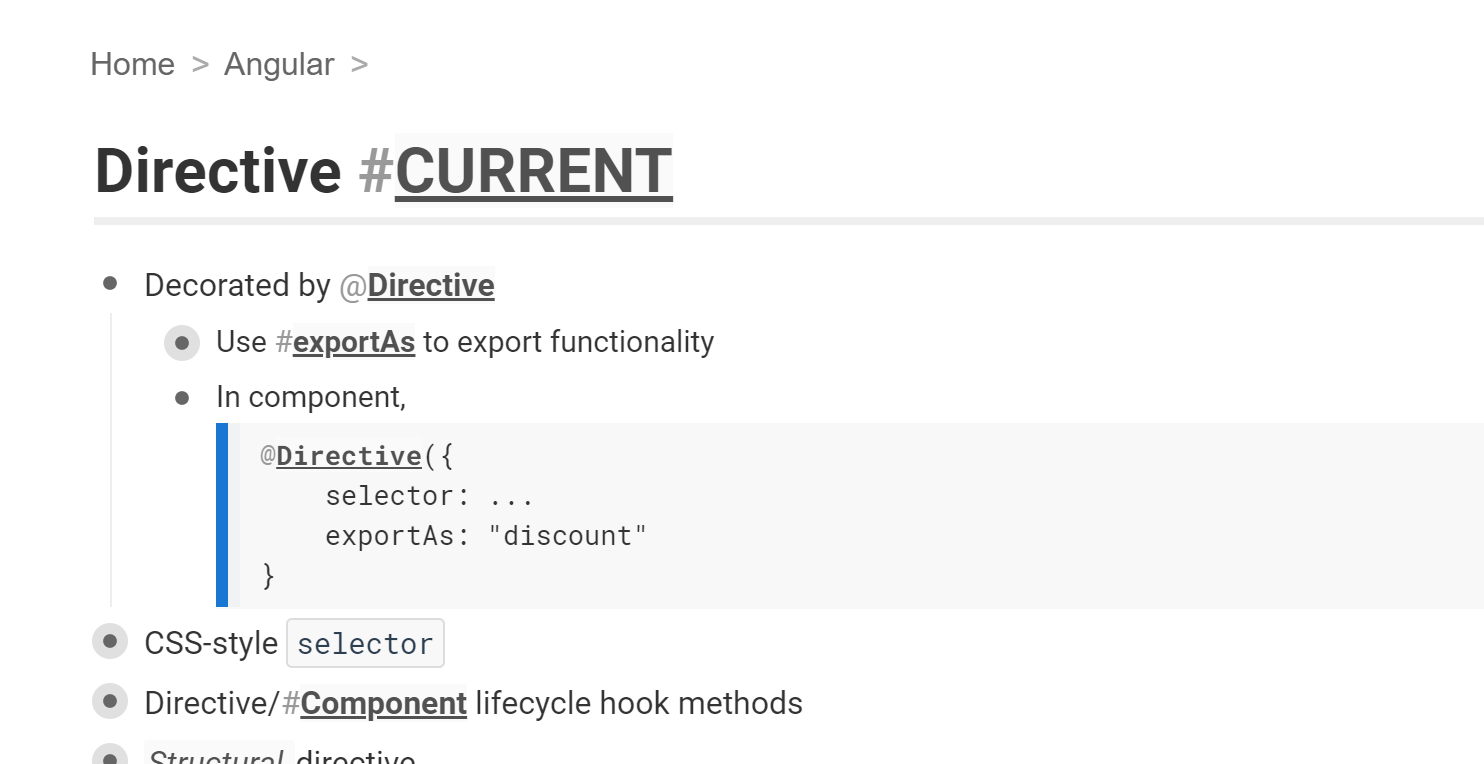 Home > Angular >
Directive #CURRENT
Decorated by @Directive
Use #exportAs to export functionality
In component,
@Directive({
    selector: ...
    exportAs: "discount"
}
CSS-style selector
Directive/#Component lifecycle hook methods
Structural directive